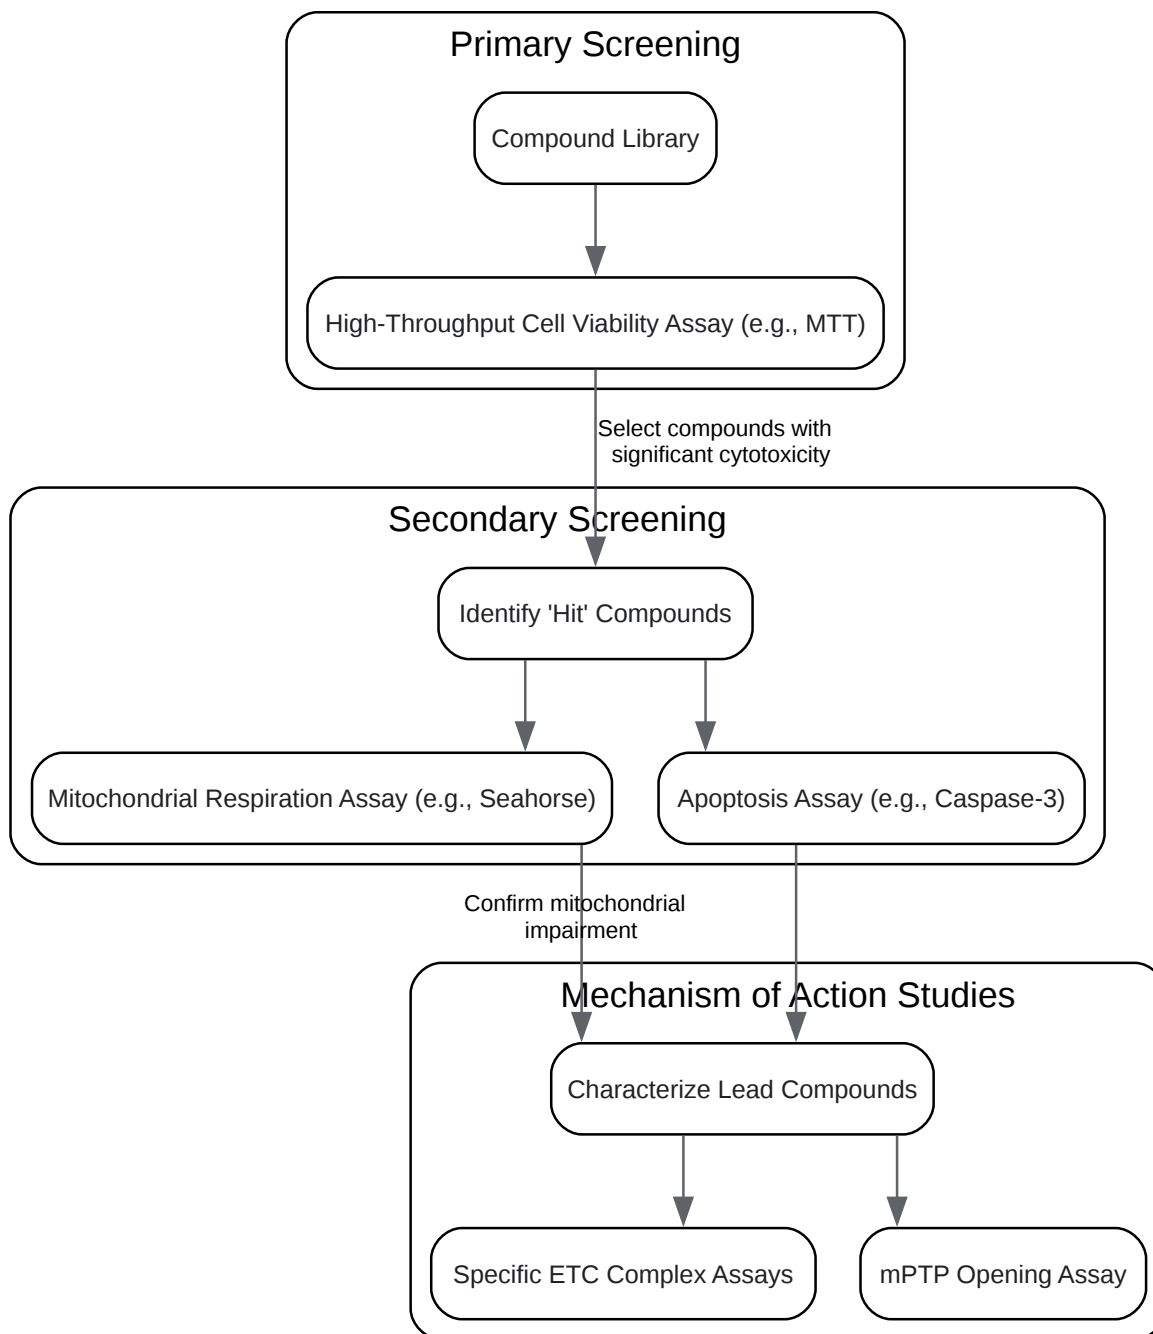 Primary Screening
Compound Library
High-Throughput Cell Viability Assay (e.g., MTT)
Select compounds with
significant cytotoxicity
Secondary Screening
Identify 'Hit' Compounds
Mitochondrial Respiration Assay (e.g., Seahorse)
Apoptosis Assay (e.g., Caspase-3)
Confirm mitochondrial
impairment
Mechanism of Action Studies
Characterize Lead Compounds
Specific ETC Complex Assays
mPTP Opening Assay